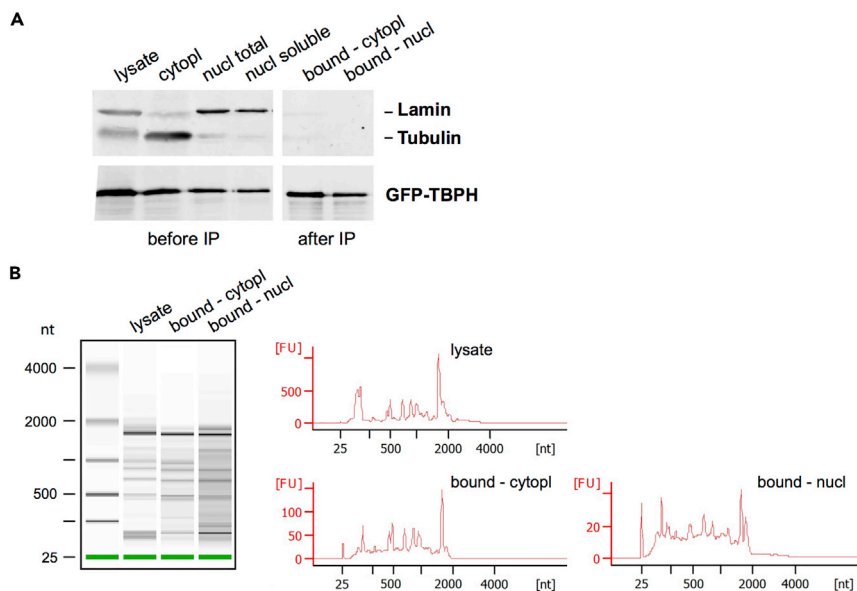 A
lysate
cytopl
nucl total
nucl soluble
bound - cytopl
bound - nucl
– Lamin
– Tubulin
GFP-TBPH
before IP
after IP
B
nt
lysate
bound - cytopl
bound - nucl
4000
2000
500
25
[FU]
lysate
500
0
25 500 2000 4000 [nt]
[FU]
bound - cytopl
100
50
0
25 500 2000 4000 [nt]
[FU]
bound - nucl
20
0
25 500 2000 4000 [nt]